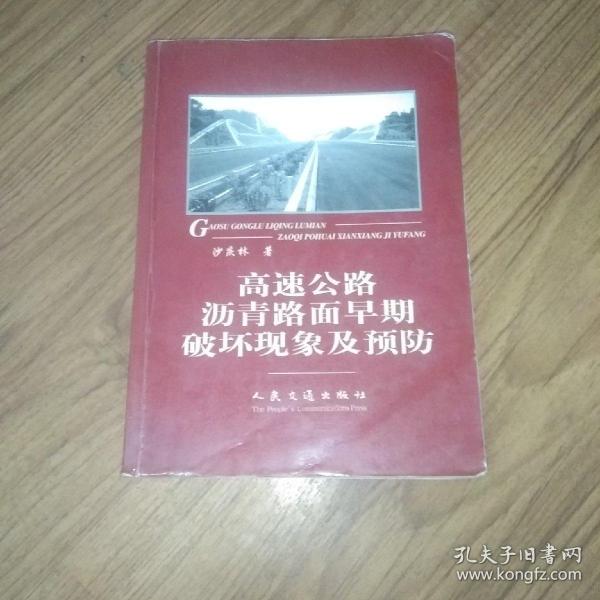 GAOSU GONGLU LIQING LUMIAN
ZAOQI POHUAI XIANXIANG JI YUFANG
沙庆林 著
高速公路
沥青路面早期
破坏现象及预防
人民交通出版社
The People's Communications Press
孔夫子旧书网
www.kongfz.com